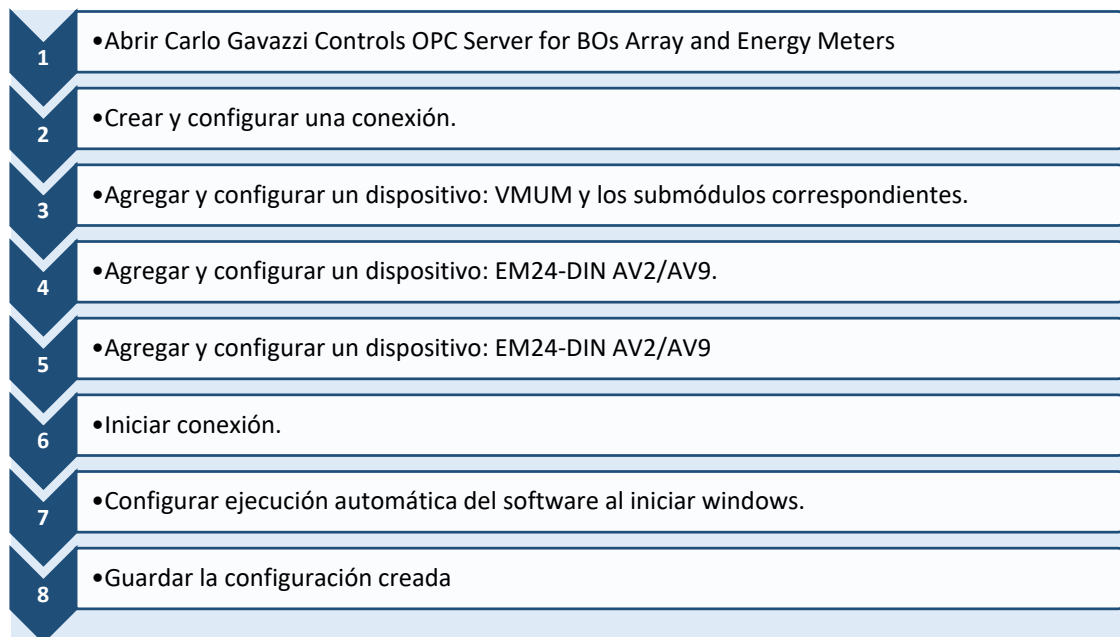 1
•Abrir Carlo Gavazzi Controls OPC Server for BOs Array and Energy Meters
2
•Crear y configurar una conexión.
3
•Agregar y configurar un dispositivo: VMUM y los submódulos correspondientes.
4
•Agregar y configurar un dispositivo: EM24-DIN AV2/AV9.
5
•Agregar y configurar un dispositivo: EM24-DIN AV2/AV9
6
•Iniciar conexión.
7
•Configurar ejecución automática del software al iniciar windows.
8
•Guardar la configuración creada